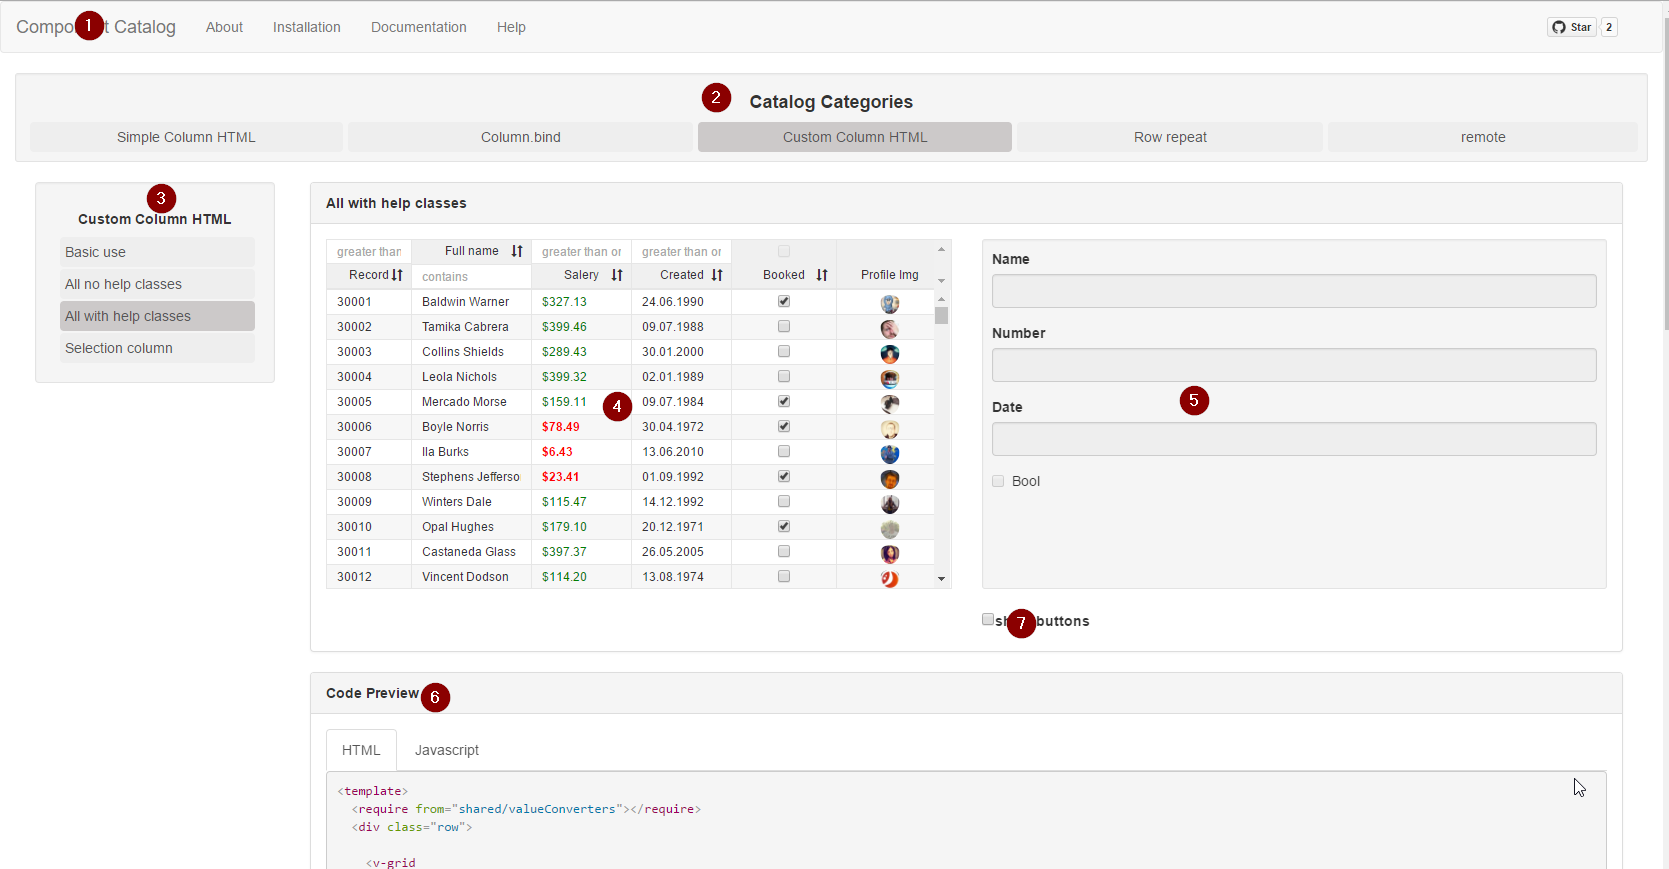 Component Catalog About Installation Documentation Help Star 2
1
2
Catalog Categories
Simple Column HTML Column.bind Custom Column HTML Row repeat remote
3
Custom Column HTML
Basic use
All no help classes
All with help classes
Selection column
All with help classes
greater than Full name greater than or greater than or
Record contains Salery Created Booked Profile Img
30001 Baldwin Warner $327.13 24.06.1990
30002 Tamika Cabrera $399.46 09.07.1988
30003 Collins Shields $289.43 30.01.2000
30004 Leola Nichols $399.32 02.01.1989
30005 Mercado Morse $159.11 09.07.1984
30006 Boyle Norris $78.49 30.04.1972
30007 Ila Burks $6.43 13.06.2010
30008 Stephens Jefferso $23.41 01.09.1992
30009 Winters Dale $115.47 14.12.1992
30010 Opal Hughes $179.10 20.12.1971
30011 Castaneda Glass $397.37 26.05.2005
30012 Vincent Dodson $114.20 13.08.1974
4
Name
Number
Date
5
Bool
7
buttons
Code Preview 6
HTML Javascript
<template>
<require from="shared/valueConverters"></require>
<div class="row">
<v-grid